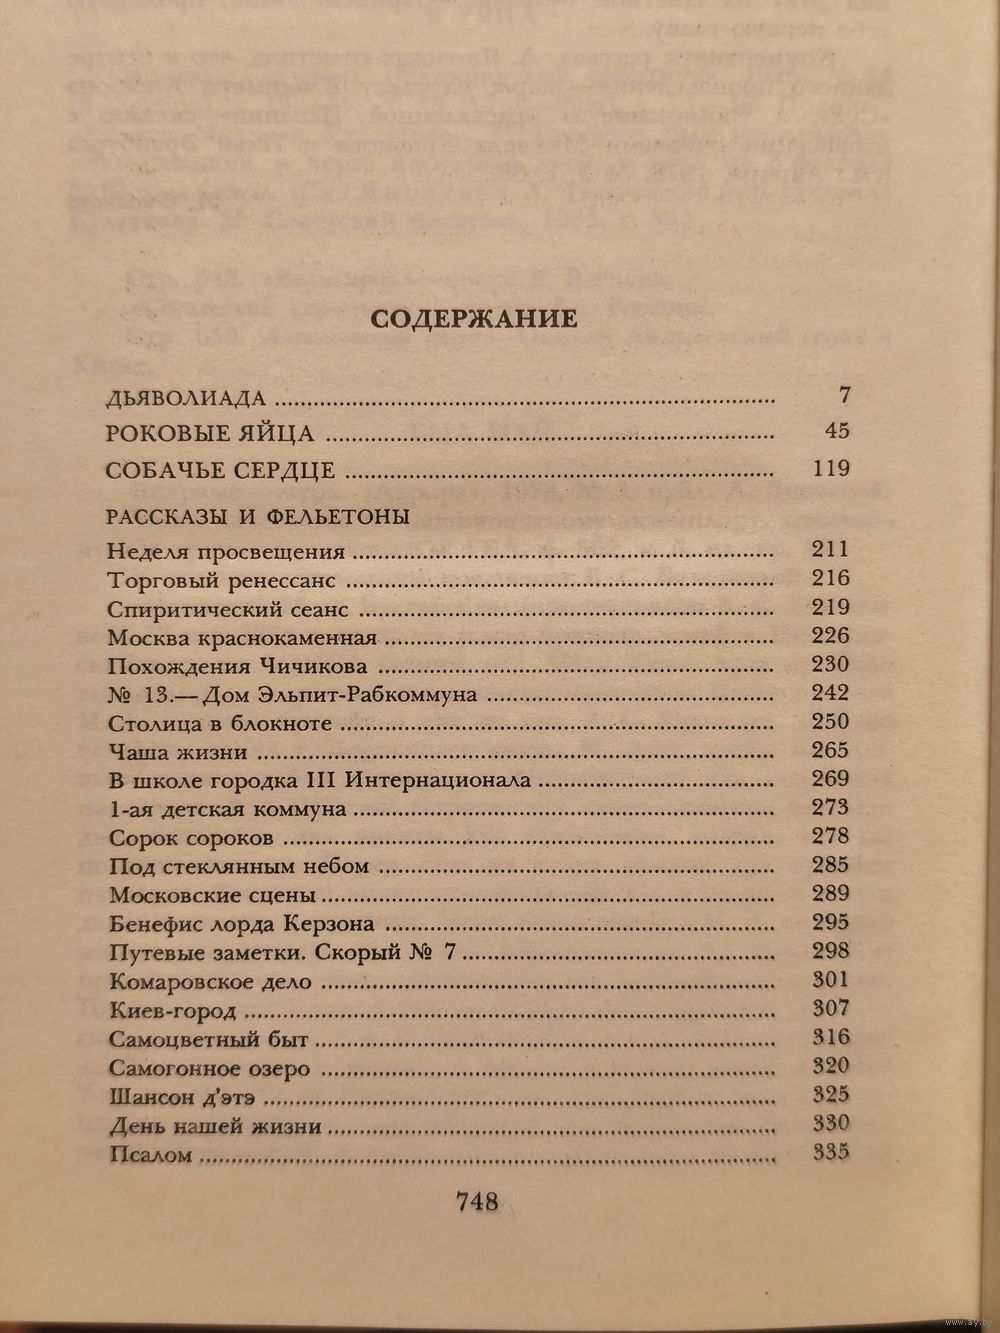 СОДЕРЖАНИЕ
ДЬЯВОЛИАДА ........ 7
РОКОВЫЕ ЯЙЦА ........ 45
СОБАЧЬЕ СЕРДЦЕ ........ 119
РАССКАЗЫ И ФЕЛЬЕТОНЫ
Неделя просвещения ........ 211
Торговый ренессанс ........ 216
Спиритический сеанс ........ 219
Москва краснокаменная ........ 226
Похождения Чичикова ........ 230
№ 13.— Дом Эльпит-Рабкоммуна ........ 242
Столица в блокноте ........ 250
Чаша жизни ........ 265
В школе городка III Интернационала ........ 269
1-ая детская коммуна ........ 273
Сорок сороков ........ 278
Под стеклянным небом ........ 285
Московские сцены ........ 289
Бенефис лорда Керзона ........ 295
Путевые заметки. Скорый № 7 ........ 298
Комаровское дело ........ 301
Киев-город ........ 307
Самоцветный быт ........ 316
Самогонное озеро ........ 320
Шансон д'этэ ........ 325
День нашей жизни ........ 330
Псалом ........ 335
748
www.ay.by